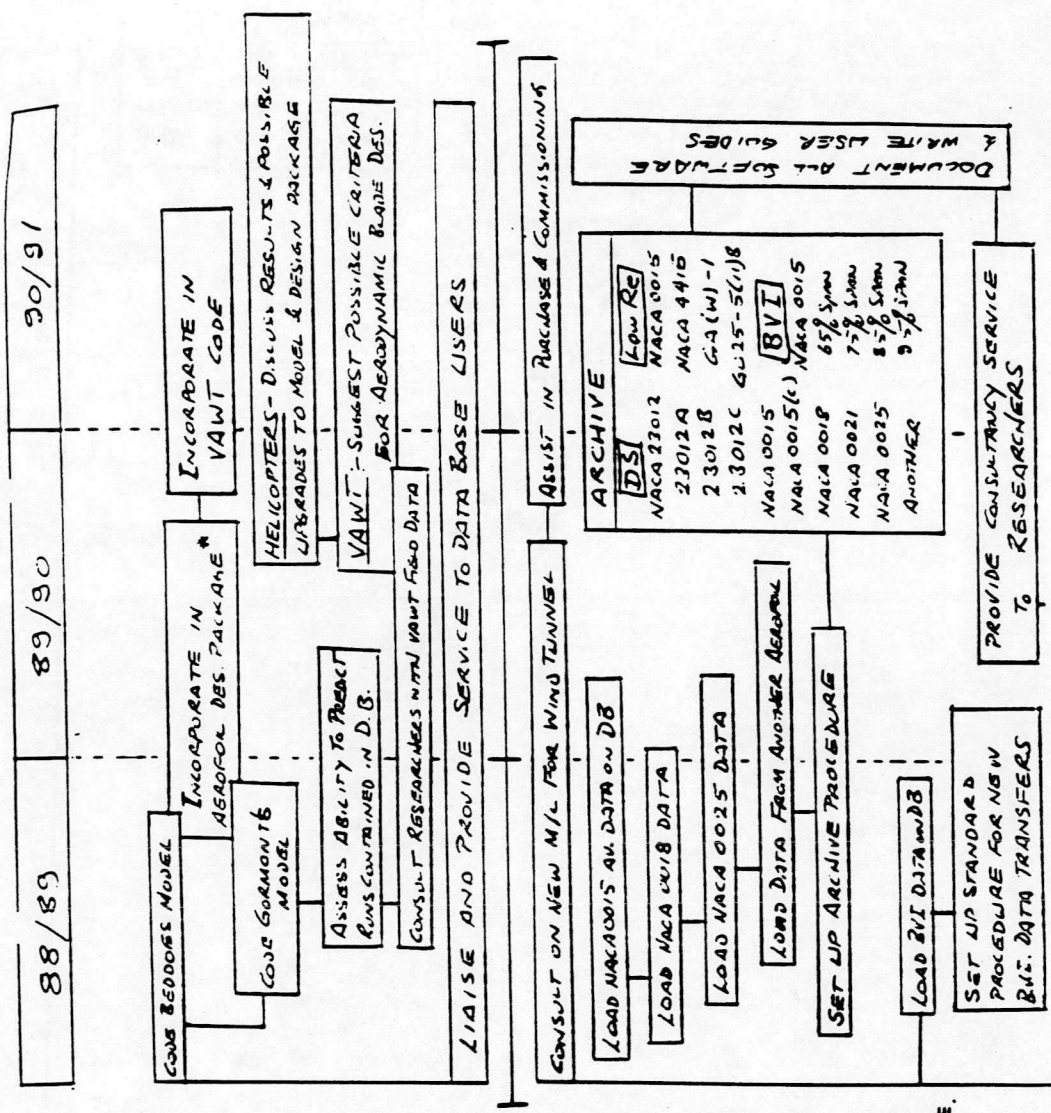 88/89
89/90
90/91
CODE BEDDOES MODEL
INCORPORATE IN
AEROFOR DES. PACKAGE *
INCORPORATE IN
VAWT CODE
CODE GORMONT'S
MODEL
HELICOPTERS - DISCUSS RESULTS & POSSIBLE
UPGRADES TO MODEL & DESIGN PACKAGE
ASSESS ABILITY TO PREDICT
RUNS CONTAINED IN D.B.
VAWT - SUGGEST POSSIBLE CRITERIA
FOR AERODYNAMIC BLADE DES.
CONSULT RESEARCHERS WITH VAWT FIELD DATA
LIAISE AND PROVIDE SERVICE TO DATA BASE USERS
CONSULT ON NEW M/C FOR WIND TUNNEL
ASSIST IN PURCHASE & COMMISSIONING
LOAD NACA0015 AV. DATA ON DB
LOAD NACA 0018 DATA
LOAD NACA 0025 DATA
LOAD DATA FROM ANOTHER AEROFOIL
SET UP ARCHIVE PROCEDURE
ARCHIVE
DS
NACA 23012
23012A
23012B
23012C
NACA 0015
NACA 0015(c)
NACA 0018
NACA 0021
NACA 0025
ANOTHER
LOW Re
NACA 0015
NACA 4415
GA(W)-1
GU25-5(11)8
BVI
NACA 0015
65% SPAN
75% SPAN
85% SPAN
95% SPAN
DOCUMENT ALL SOFTWARE
& WRITE USER GUIDES
LOAD BVI DATA ON DB
SET UP STANDARD
PROCEDURE FOR NEW
DATA TRANSFERS
PROVIDE CONSULTANCY SERVICE
TO RESEARCHERS